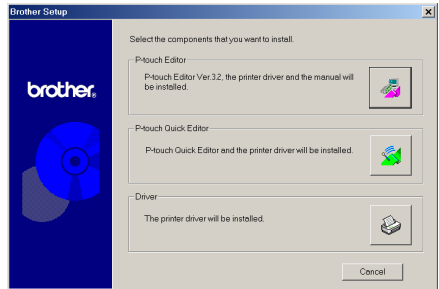 Brother Setup
Select the components that you want to install.
P-touch Editor
P-touch Editor Ver.3.2, the printer driver and the manual will
be installed.
brother®
P-touch Quick Editor
P-touch Quick Editor and the printer driver will be installed.
Driver
The printer driver will be installed.
Cancel